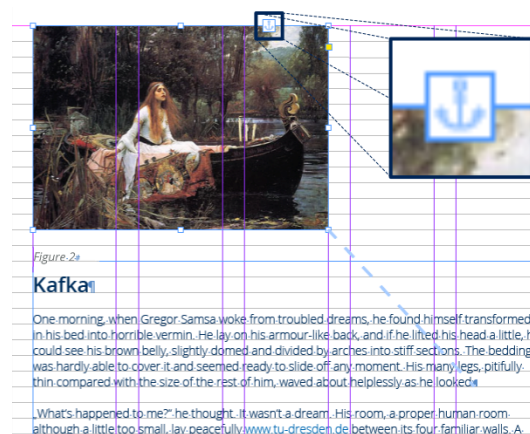 Figure 2
Kafka
One morning, when Gregor Samsa woke from troubled dreams, he found himself transformed
in his bed into horrible vermin. He lay on his armour-like back, and if he lifted his head a little, h
could see his brown belly, slightly domed and divided by arches into stiff sections. The bedding
was hardly able to cover it and seemed ready to slide off any moment. His many legs, pitifully
thin compared with the size of the rest of him, waved about helplessly as he looked
„What's happened to me?" he thought. It wasn't a dream. His room, a proper human room
although a little too small, lay peacefully www.tu-dresden.de between its four familiar walls. A